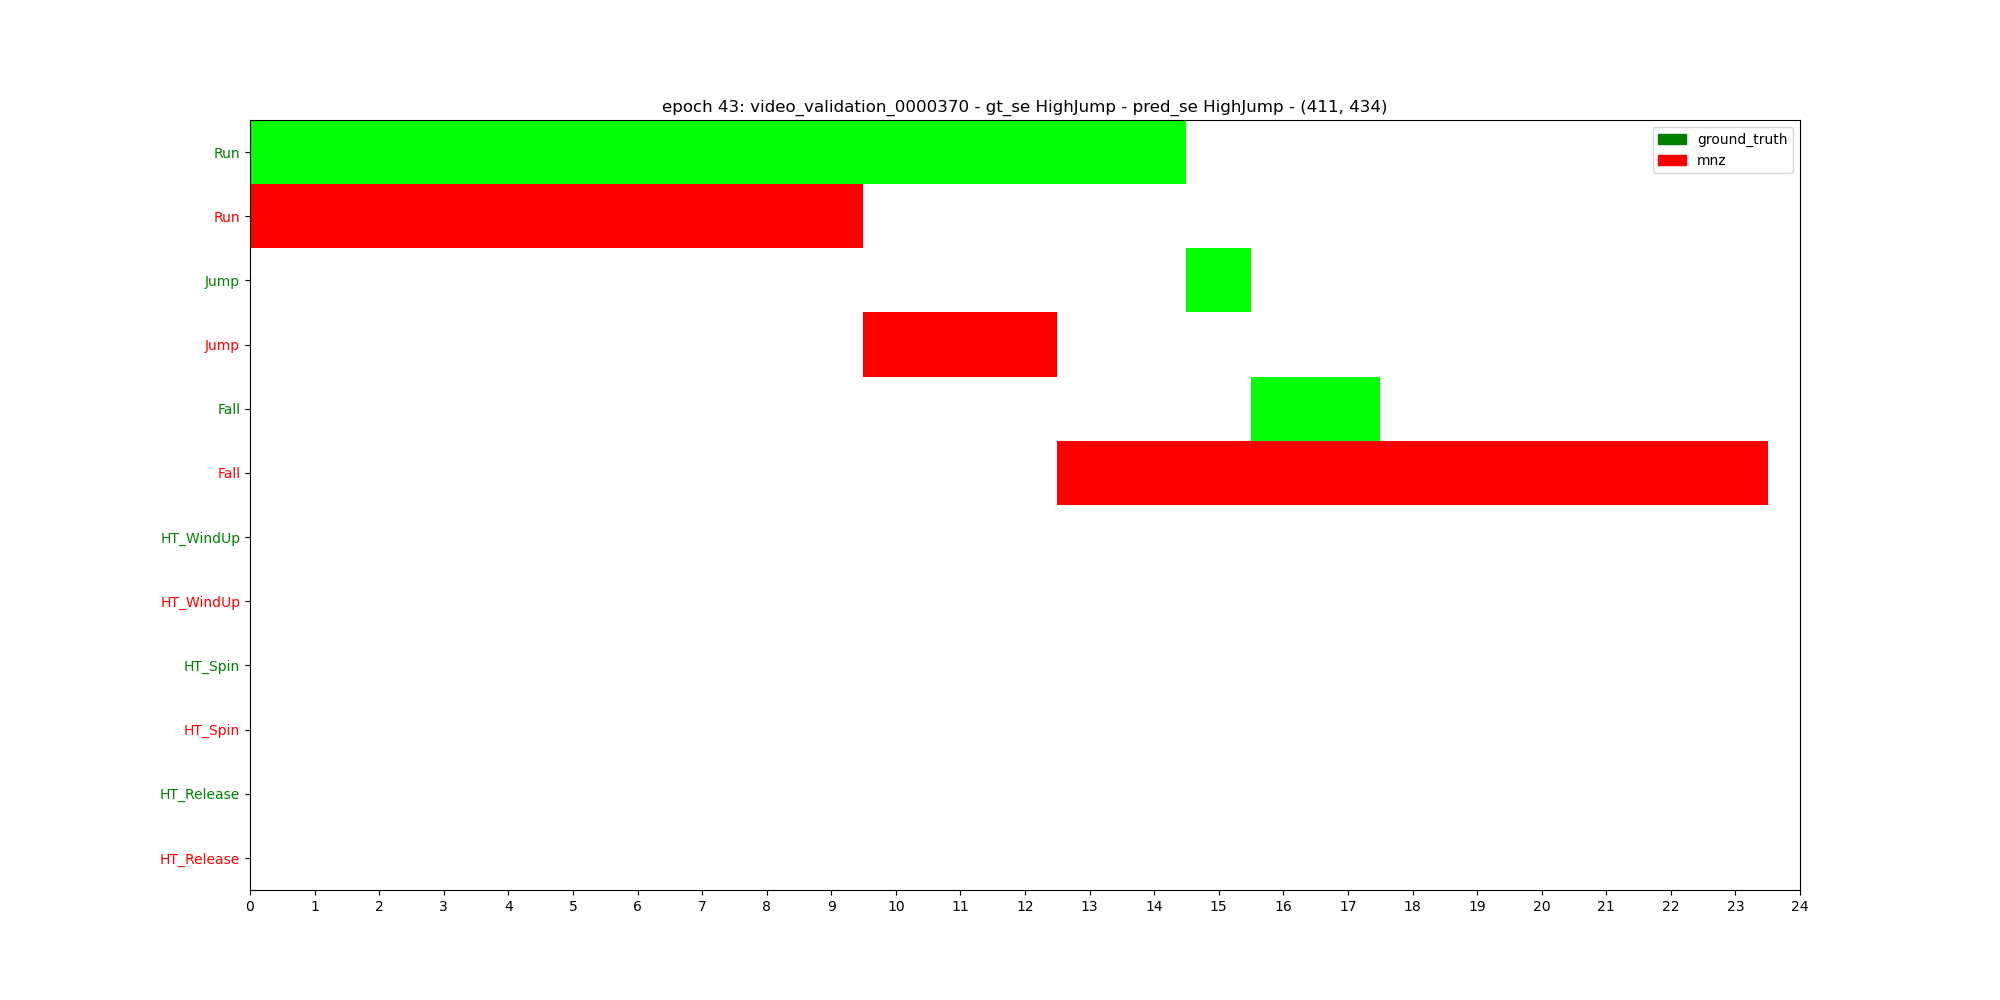 epoch 43: video_validation_0000370 - gt_se HighJump - pred_se HighJump - (411, 434)
ground_truth
mnz
Run
Run
Jump
Jump
Fall
Fall
HT_WindUp
HT_WindUp
HT_Spin
HT_Spin
HT_Release
HT_Release
0 1 2 3 4 5 6 7 8 9 10 11 12 13 14 15 16 17 18 19 20 21 22 23 24